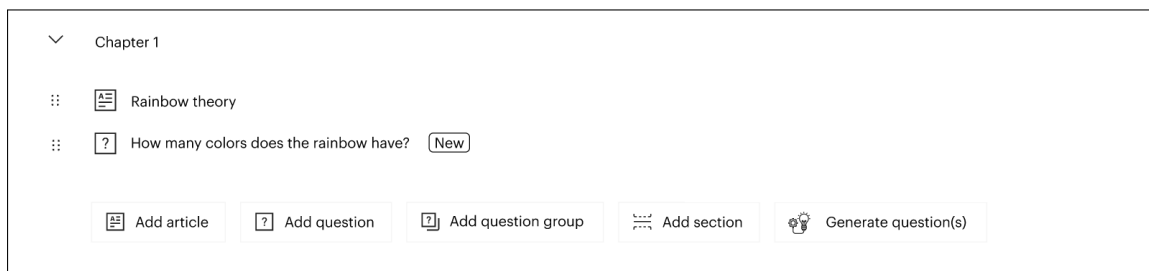 Chapter 1
Rainbow theory
How many colors does the rainbow have? New
Add article Add question Add question group Add section Generate question(s)